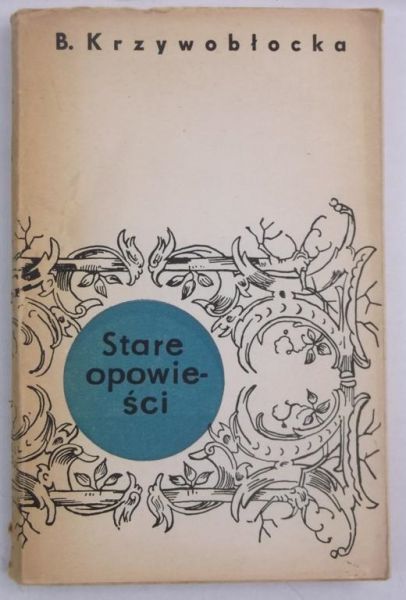 B. Krzywobłocka
Stare
opowie-
ści